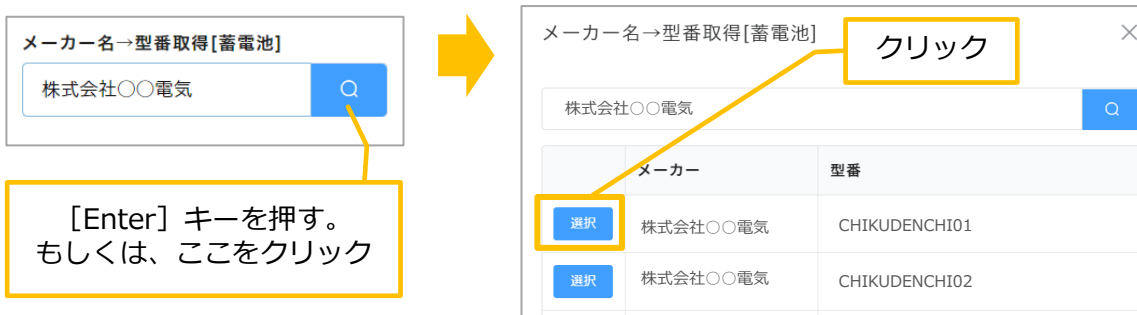 メーカー名→型番取得[蓄電池]
株式会社○○電気
[Enter] キーを押す。
もしくは、ここをクリック
メーカー名→型番取得[蓄電池]
クリック
株式会社○○電気
メーカー 型番
選択 株式会社○○電気 CHIKUDENCHI01
選択 株式会社○○電気 CHIKUDENCHI02